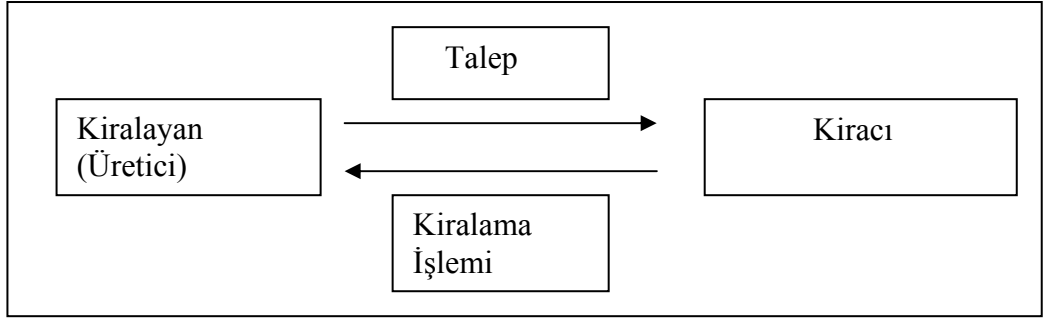 Talep
Kiralayan
(Üretici)
Kiracı
Kiralama
İşlemi